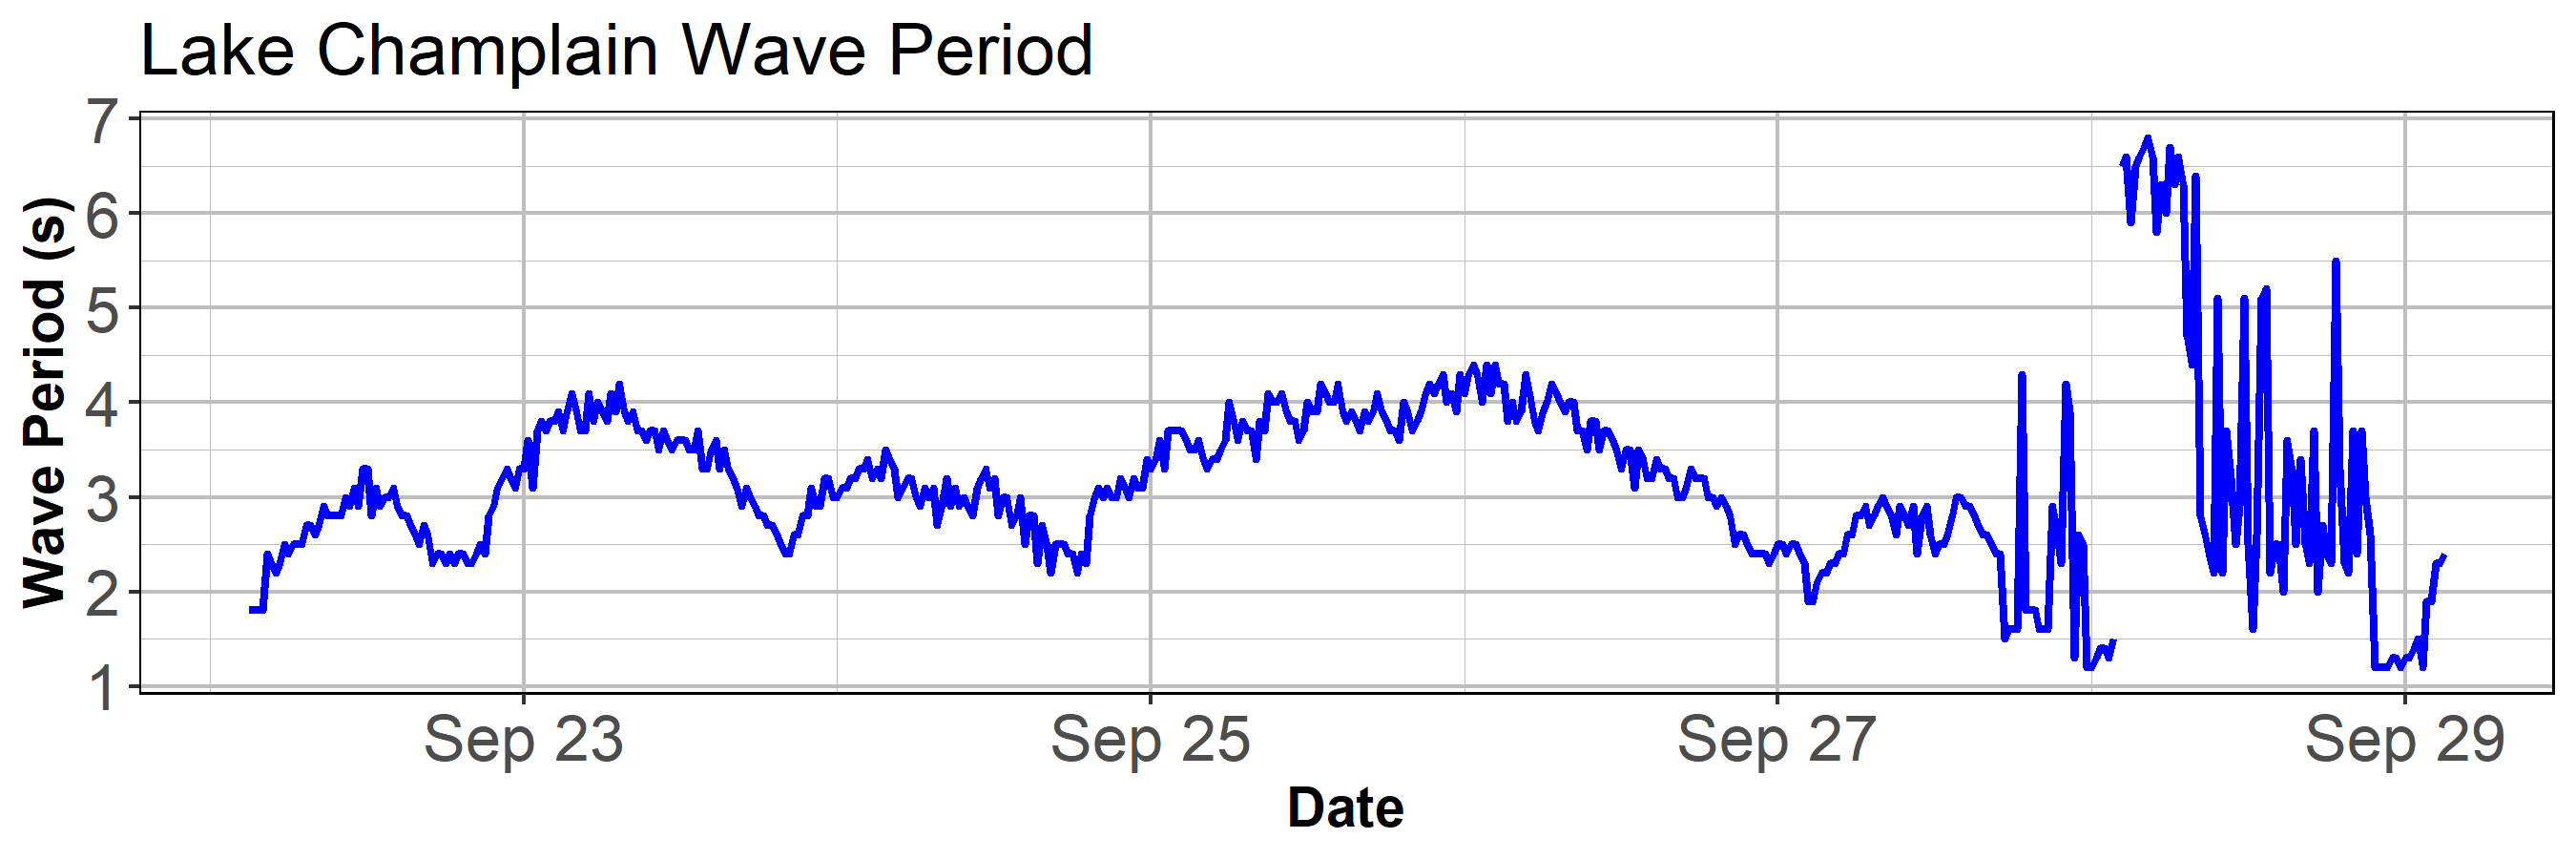 Lake Champlain Wave Period
Wave Period (s)
7
6
5
4
3
2
1
Sep 23
Sep 25
Sep 27
Sep 29
Date